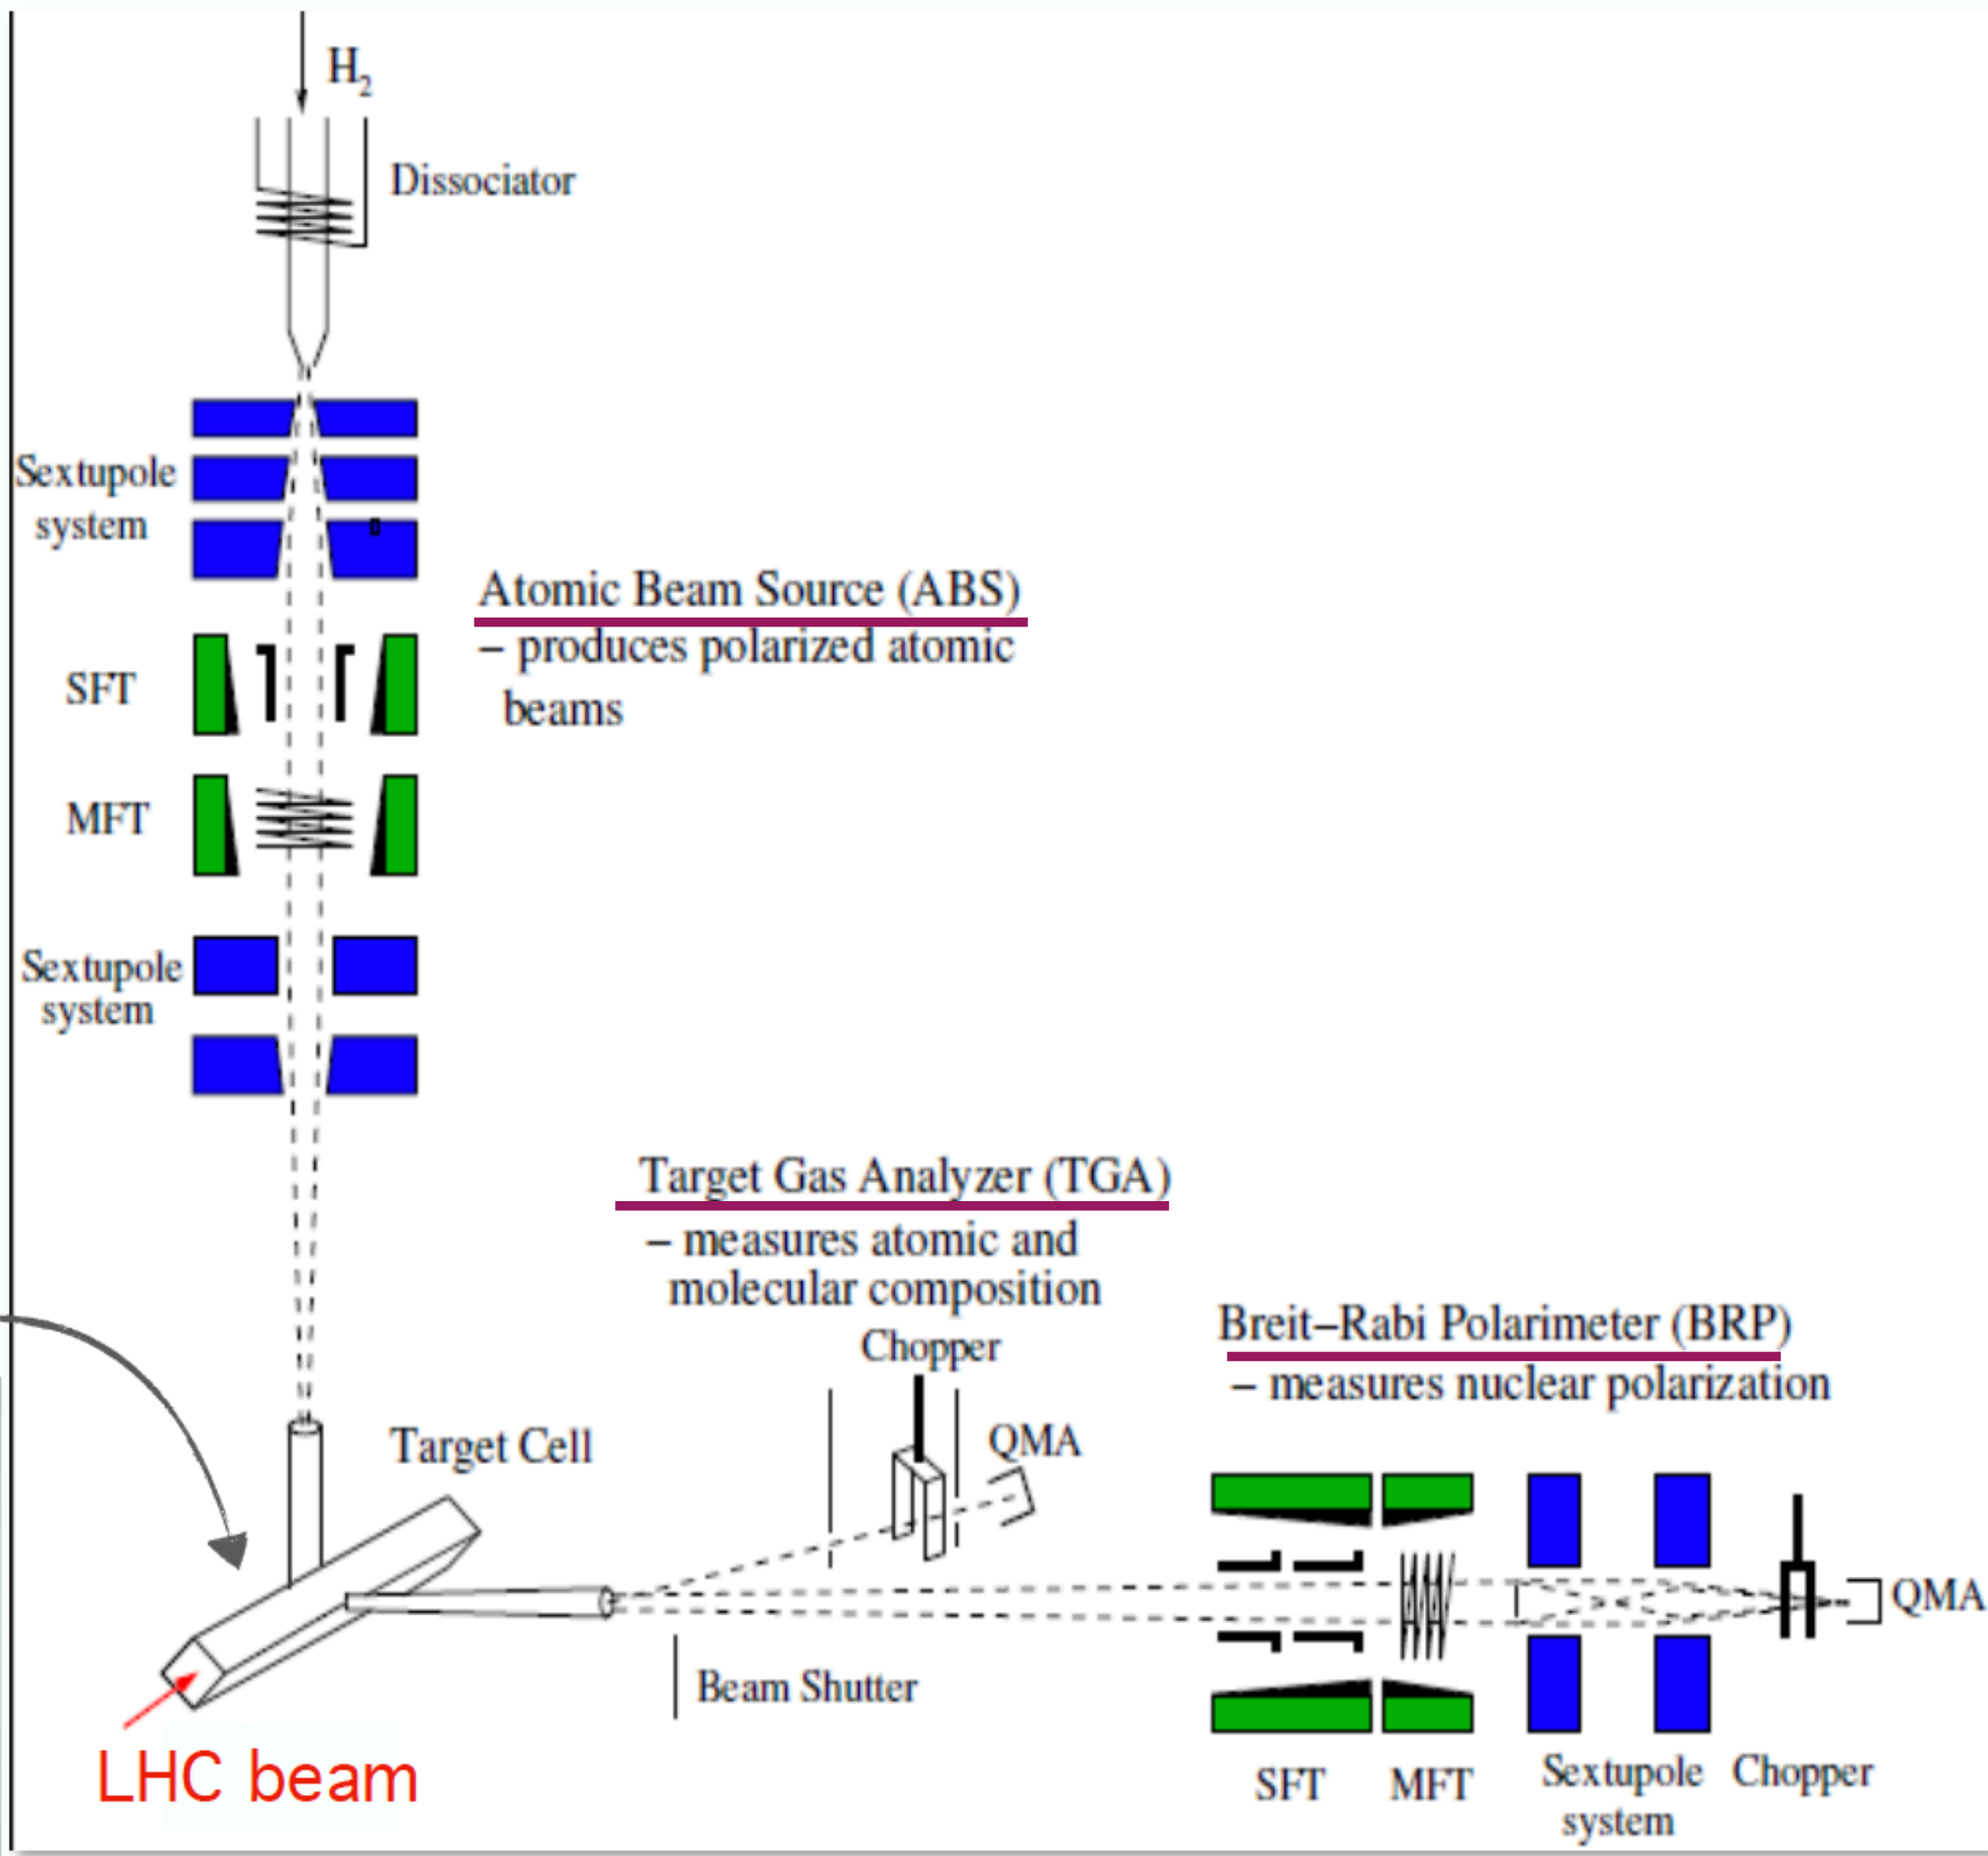 H2
Dissociator
Sextupole
system
Atomic Beam Source (ABS)
– produces polarized atomic
beams
SFT
MFT
Sextupole
system
Target Gas Analyzer (TGA)
– measures atomic and
molecular composition
Chopper
QMA
Breit–Rabi Polarimeter (BRP)
– measures nuclear polarization
Target Cell
QMA
Beam Shutter
LHC beam
SFT
MFT
Sextupole
system
Chopper